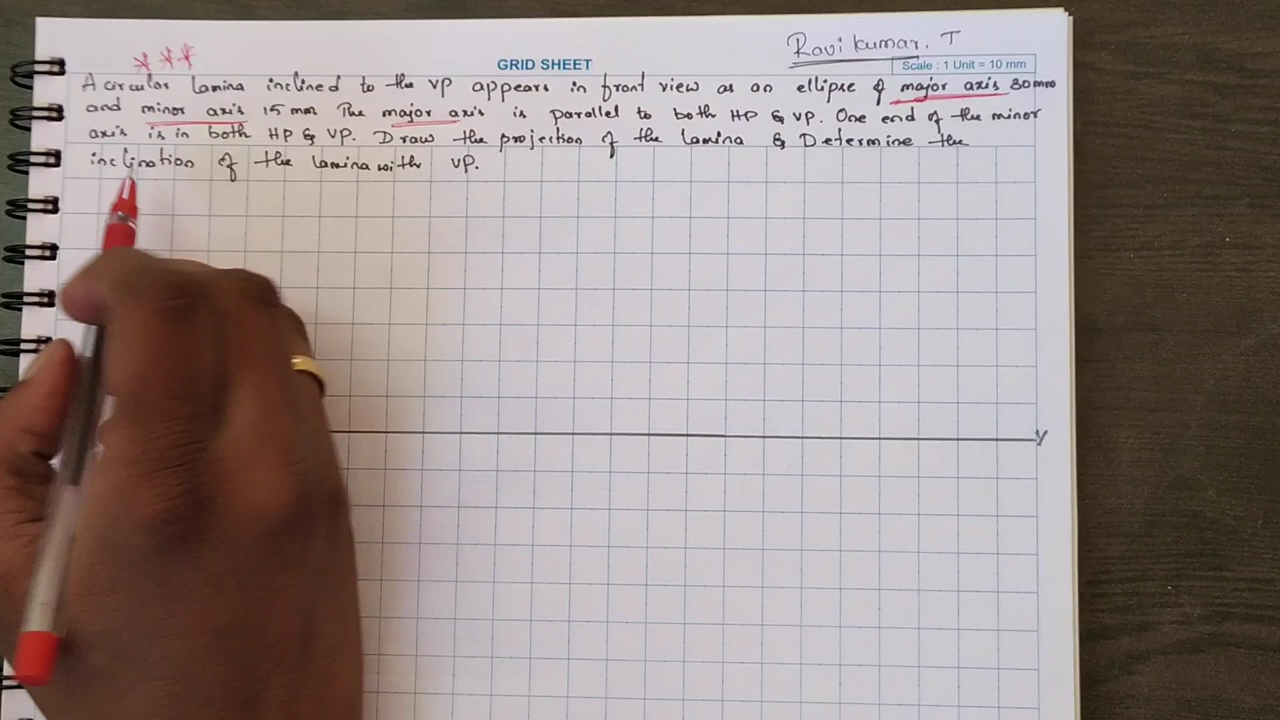 Ravi kumar. T
GRID SHEET
Scale : 1 Unit = 10 mm
A circular lamina inclined to the VP appears in front view as an ellipse of major axis 30mm
and minor axis 15 mm The major axis is parallel to both HP & VP. One end of the minor
axis is in both HP & VP. Draw the projection of the lamina & Determine the
inclination of the lamina with VP.
Y